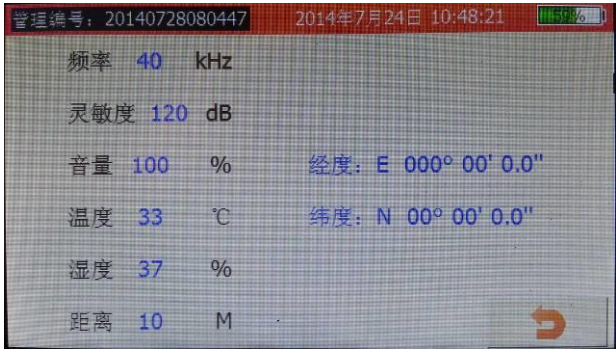 管理编号：20140728080447 2014年7月24日 10:48:21 59%
频率 40 kHz
灵敏度 120 dB
音量 100 % 经度：E 000° 00' 0.0"
温度 33 ℃ 纬度：N 00° 00' 0.0"
湿度 37 %
距离 10 M